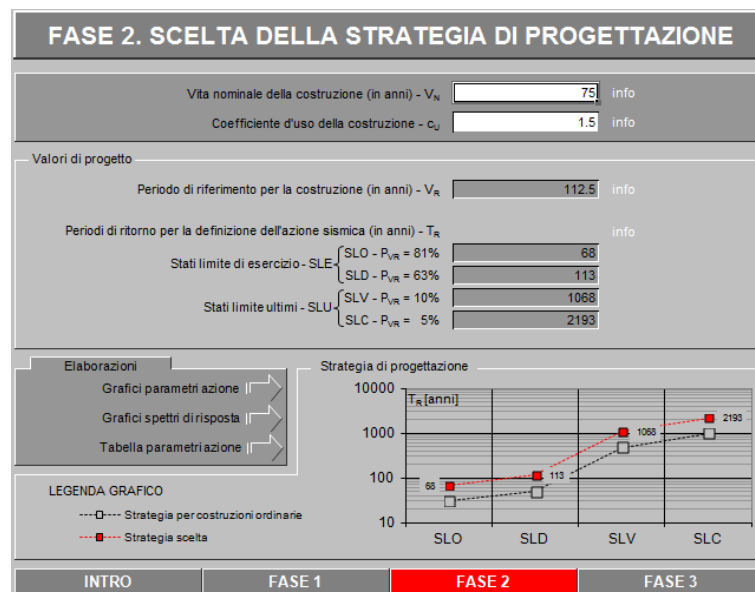 FASE 2. SCELTA DELLA STRATEGIA DI PROGETTAZIONE
Vita nominale della costruzione (in anni) - VN 75 info
Coefficiente d'uso della costruzione - cU 1.5 info
Valori di progetto
Periodo di riferimento per la costruzione (in anni) - VR 112.5 info
Periodi di ritorno per la definizione dell'azione sismica (in anni) - TR info
Stati limite di esercizio - SLE
SLO - PVR = 81% 68
SLD - PVR = 63% 113
Stati limite ultimi - SLU
SLV - PVR = 10% 1068
SLC - PVR = 5% 2193
Elaborazioni
Grafici parametri azione
Grafici spettri di risposta
Tabella parametri azione
LEGENDA GRAFICO
Strategia per costruzioni ordinarie
Strategia scelta
Strategia di progettazione
TR [anni]
10000
1000
100
10
68
113
1068
2193
SLO SLD SLV SLC
INTRO FASE 1 FASE 2 FASE 3